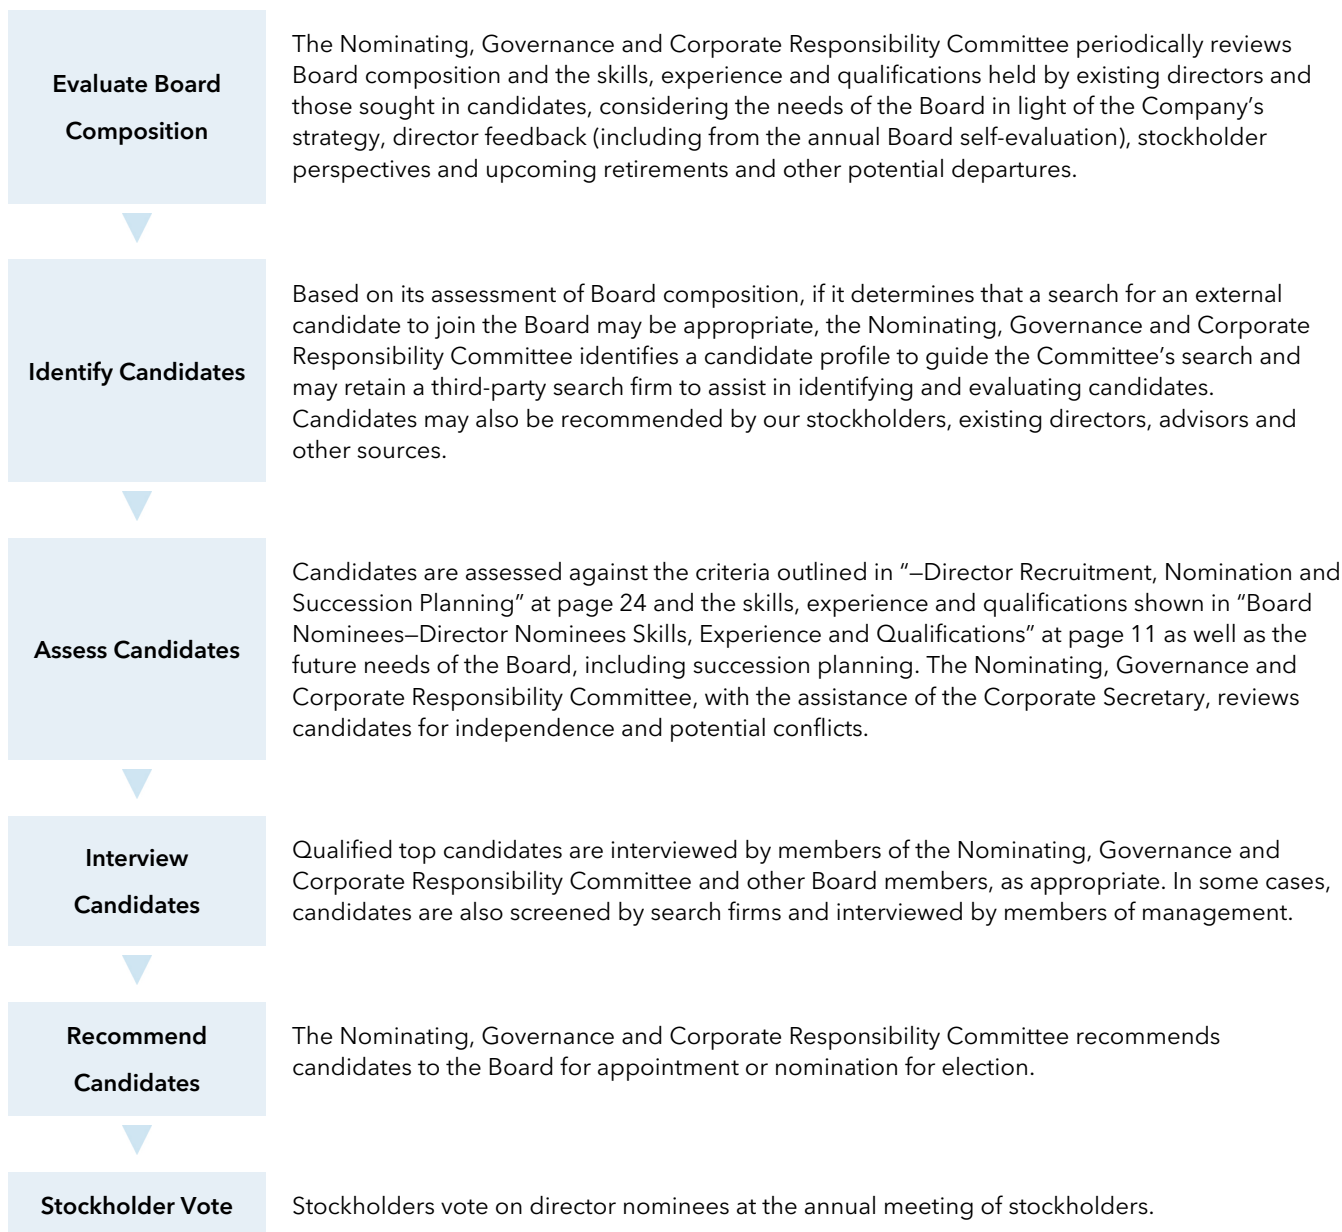 Evaluate Board
Composition
The Nominating, Governance and Corporate Responsibility Committee periodically reviews
Board composition and the skills, experience and qualifications held by existing directors and
those sought in candidates, considering the needs of the Board in light of the Company’s
strategy, director feedback (including from the annual Board self-evaluation), stockholder
perspectives and upcoming retirements and other potential departures.
Identify Candidates
Based on its assessment of Board composition, if it determines that a search for an external
candidate to join the Board may be appropriate, the Nominating, Governance and Corporate
Responsibility Committee identifies a candidate profile to guide the Committee’s search and
may retain a third-party search firm to assist in identifying and evaluating candidates.
Candidates may also be recommended by our stockholders, existing directors, advisors and
other sources.
Assess Candidates
Candidates are assessed against the criteria outlined in “—Director Recruitment, Nomination and
Succession Planning” at page 24 and the skills, experience and qualifications shown in “Board
Nominees—Director Nominees Skills, Experience and Qualifications” at page 11 as well as the
future needs of the Board, including succession planning. The Nominating, Governance and
Corporate Responsibility Committee, with the assistance of the Corporate Secretary, reviews
candidates for independence and potential conflicts.
Interview
Candidates
Qualified top candidates are interviewed by members of the Nominating, Governance and
Corporate Responsibility Committee and other Board members, as appropriate. In some cases,
candidates are also screened by search firms and interviewed by members of management.
Recommend
Candidates
The Nominating, Governance and Corporate Responsibility Committee recommends
candidates to the Board for appointment or nomination for election.
Stockholder Vote
Stockholders vote on director nominees at the annual meeting of stockholders.